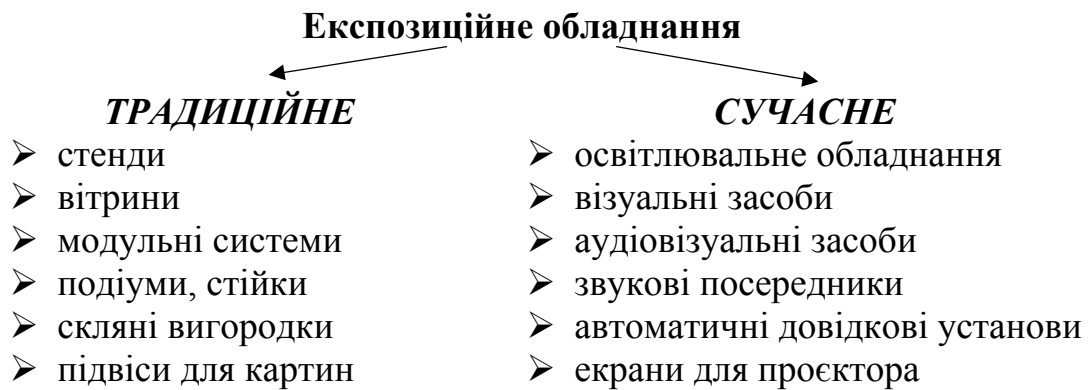 Експозиційне обладнання
ТРАДИЦІЙНЕ
➢ стенди
➢ вітрини
➢ модульні системи
➢ подіуми, стійки
➢ скляні вигородки
➢ підвіси для картин
СУЧАСНЕ
➢ освітлювальне обладнання
➢ візуальні засоби
➢ аудіовізуальні засоби
➢ звукові посередники
➢ автоматичні довідкові установи
➢ екрани для проєктора